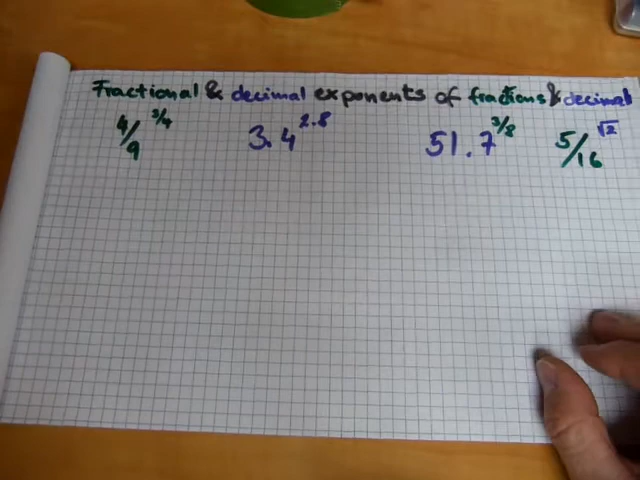 Fractional & decimal exponents of fractions & decimals
4/9^3/4 3.4^2.8 51.7^3/8 5/16^√2